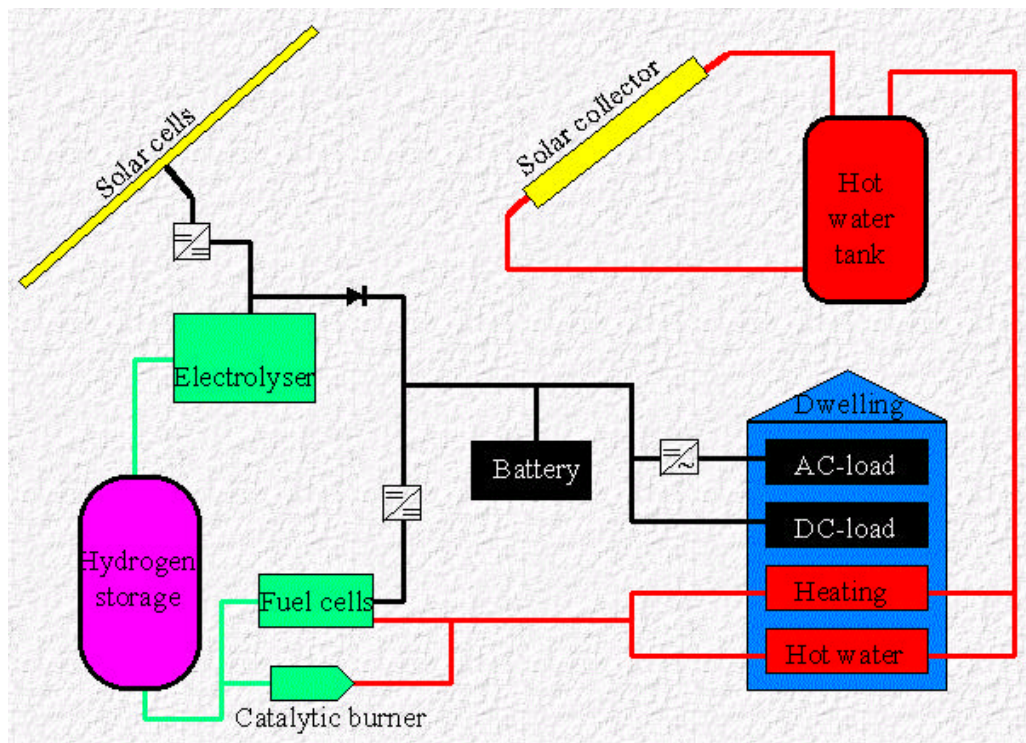 Solar cells
Solar collector
Hot
water
tank
Electrolyser
Dwelling
Battery
AC-load
DC-load
Hydrogen
storage
Fuel cells
Heating
Hot water
Catalytic burner